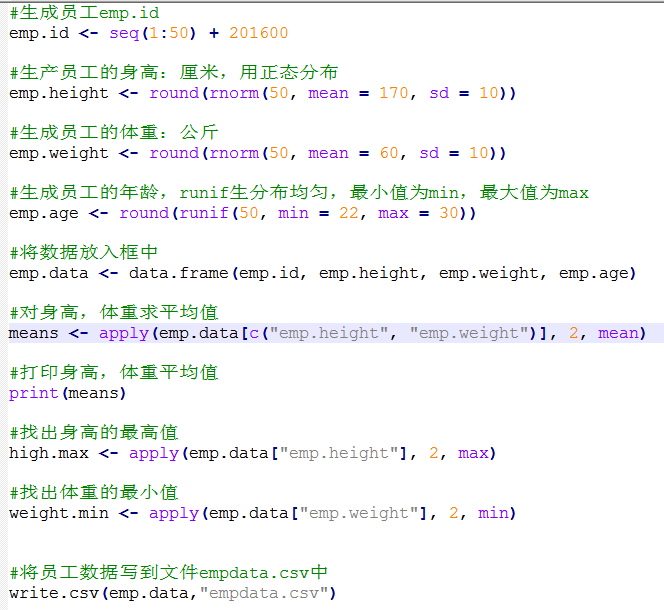 #生成员工emp.id
emp.id <- seq(1:50) + 201600
#生产员工的身高：厘米，用正态分布
emp.height <- round(rnorm(50, mean = 170, sd = 10))
#生成员工的体重：公斤
emp.weight <- round(rnorm(50, mean = 60, sd = 10))
#生成员工的年龄，runif生分布均匀，最小值为min，最大值为max
emp.age <- round(runif(50, min = 22, max = 30))
#将数据放入框中
emp.data <- data.frame(emp.id, emp.height, emp.weight, emp.age)
#对身高，体重求平均值
means <- apply(emp.data[c("emp.height", "emp.weight")], 2, mean)
#打印身高，体重平均值
print(means)
#找出身高的最高值
high.max <- apply(emp.data["emp.height"], 2, max)
#找出体重的最小值
weight.min <- apply(emp.data["emp.weight"], 2, min)
#将员工数据写到文件empdata.csv中
write.csv(emp.data,"empdata.csv")